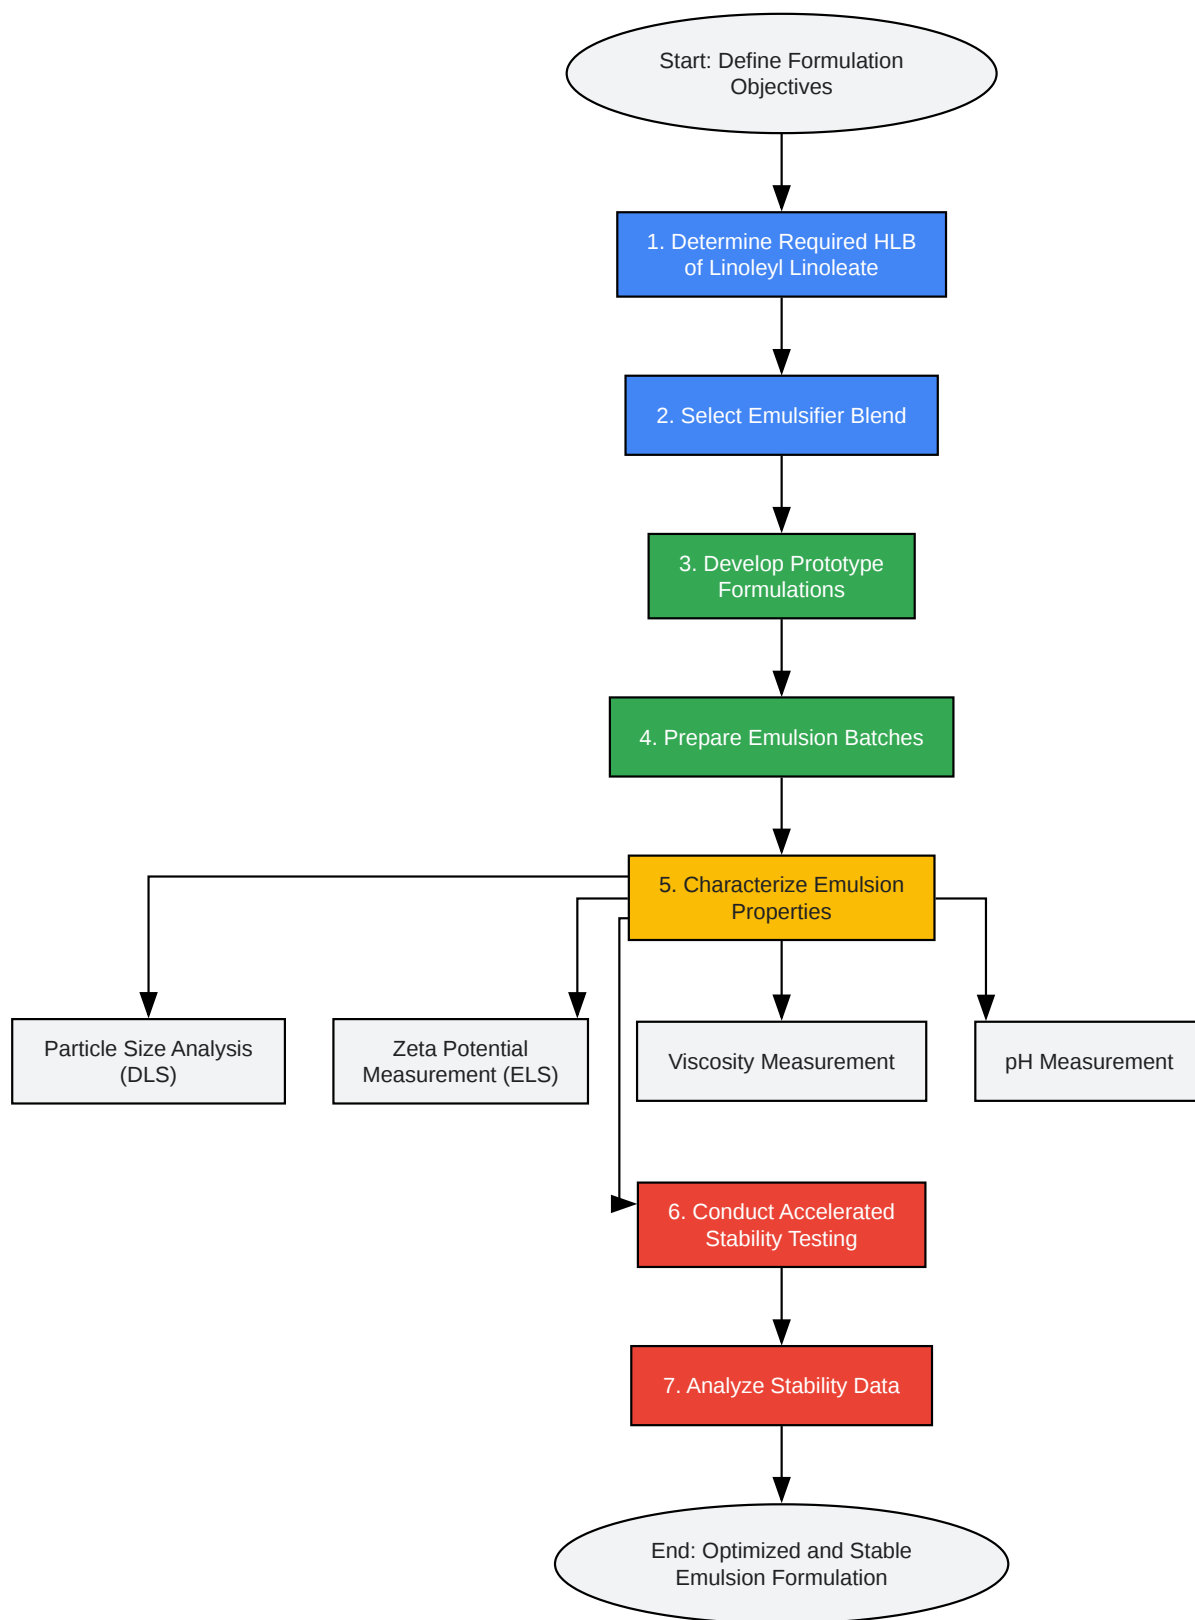 Start: Define Formulation
Objectives
1. Determine Required HLB
of Linoleyl Linoleate
2. Select Emulsifier Blend
3. Develop Prototype
Formulations
4. Prepare Emulsion Batches
5. Characterize Emulsion
Properties
Particle Size Analysis
(DLS)
Zeta Potential
Measurement (ELS)
Viscosity Measurement
pH Measurement
6. Conduct Accelerated
Stability Testing
7. Analyze Stability Data
End: Optimized and Stable
Emulsion Formulation